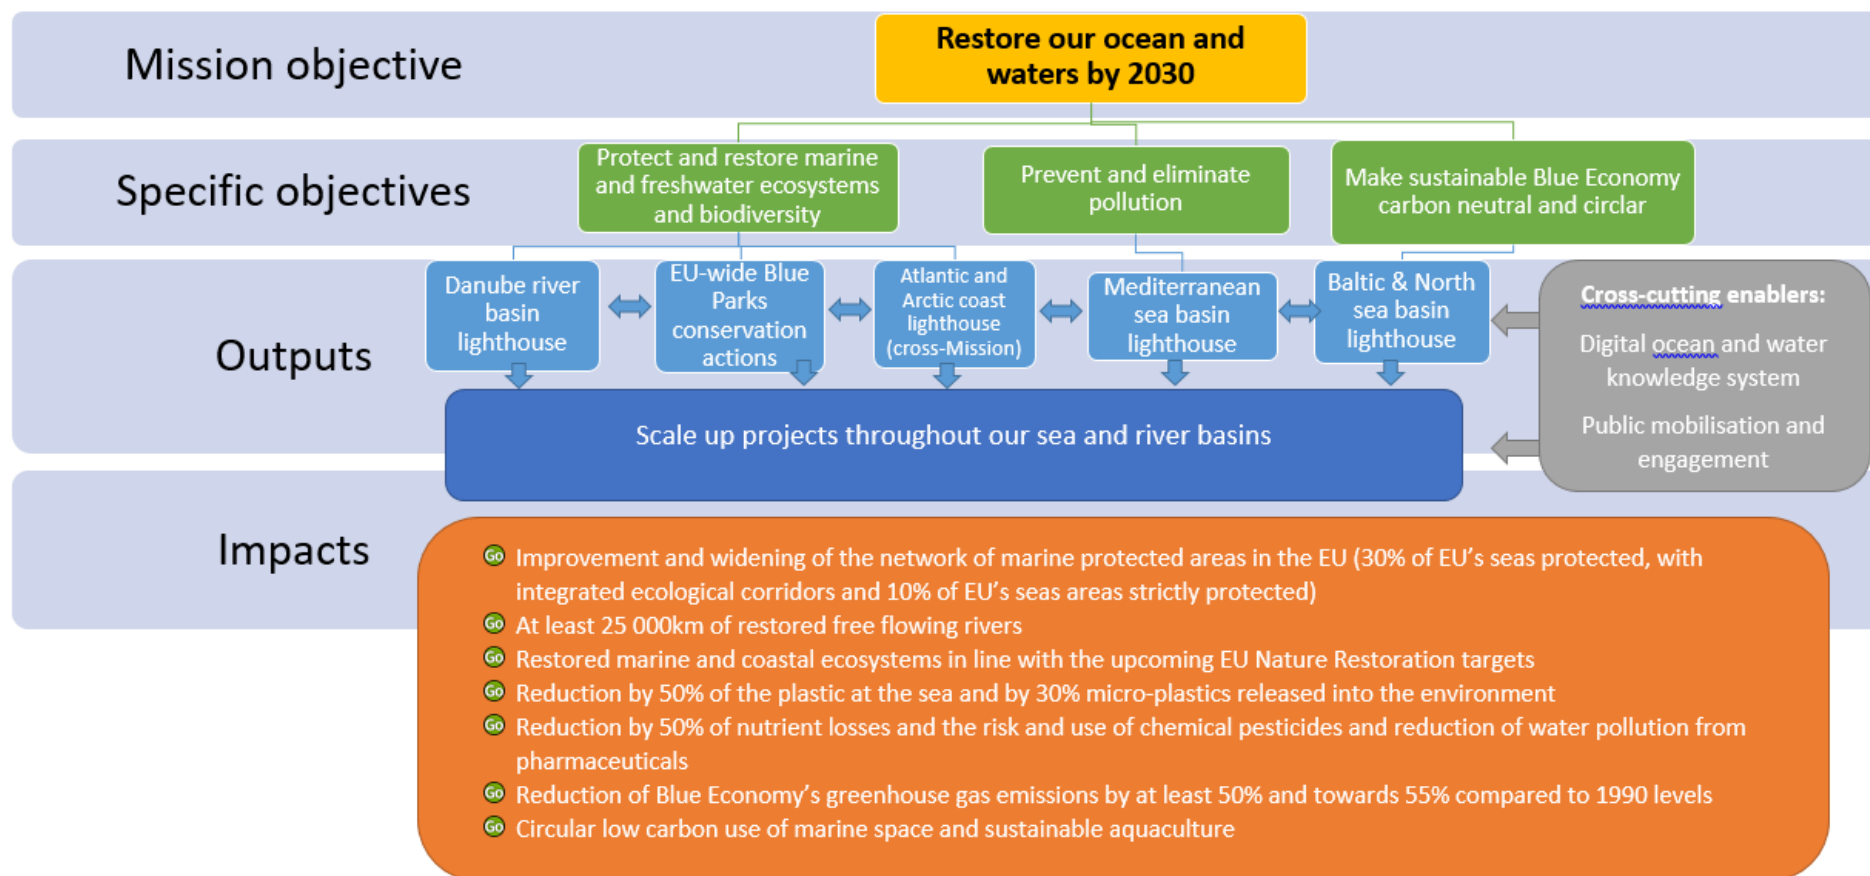 Mission objective
Restore our ocean and
waters by 2030
Specific objectives
Protect and restore marine
and freshwater ecosystems
and biodiversity
Prevent and eliminate
pollution
Make sustainable Blue Economy
carbon neutral and circlar
Outputs
Danube river
basin
lighthouse
EU-wide Blue
Parks
conservation
actions
Atlantic and
Arctic coast
lighthouse
(cross-Mission)
Mediterranean
sea basin
lighthouse
Baltic & North
sea basin
lighthouse
Cross-cutting enablers:
Digital ocean and water
knowledge system
Public mobilisation and
engagement
Scale up projects throughout our sea and river basins
Impacts
Go Improvement and widening of the network of marine protected areas in the EU (30% of EU’s seas protected, with
integrated ecological corridors and 10% of EU’s seas areas strictly protected)
Go At least 25 000km of restored free flowing rivers
Go Restored marine and coastal ecosystems in line with the upcoming EU Nature Restoration targets
Go Reduction by 50% of the plastic at the sea and by 30% micro-plastics released into the environment
Go Reduction by 50% of nutrient losses and the risk and use of chemical pesticides and reduction of water pollution from
pharmaceuticals
Go Reduction of Blue Economy’s greenhouse gas emissions by at least 50% and towards 55% compared to 1990 levels
Go Circular low carbon use of marine space and sustainable aquaculture